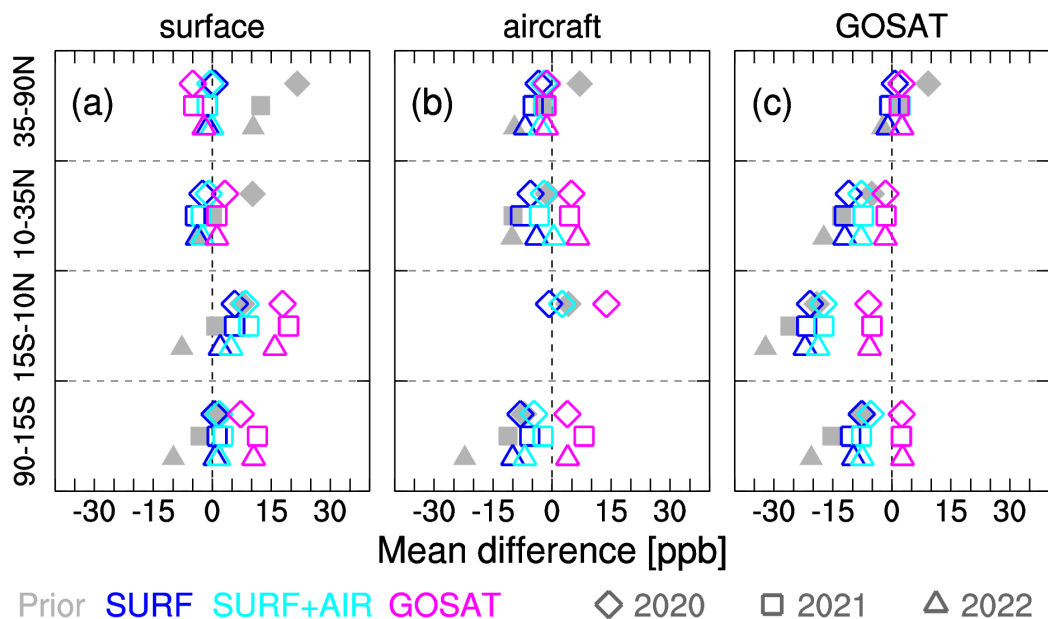 surface aircraft GOSAT
35-90N (a) (b) (c)
10-35N
15S-10N
90-15S
-30 -15 0 15 30 -30 -15 0 15 30 -30 -15 0 15 30
Mean difference [ppb]
Prior SURF SURF+AIR GOSAT 2020 2021 2022